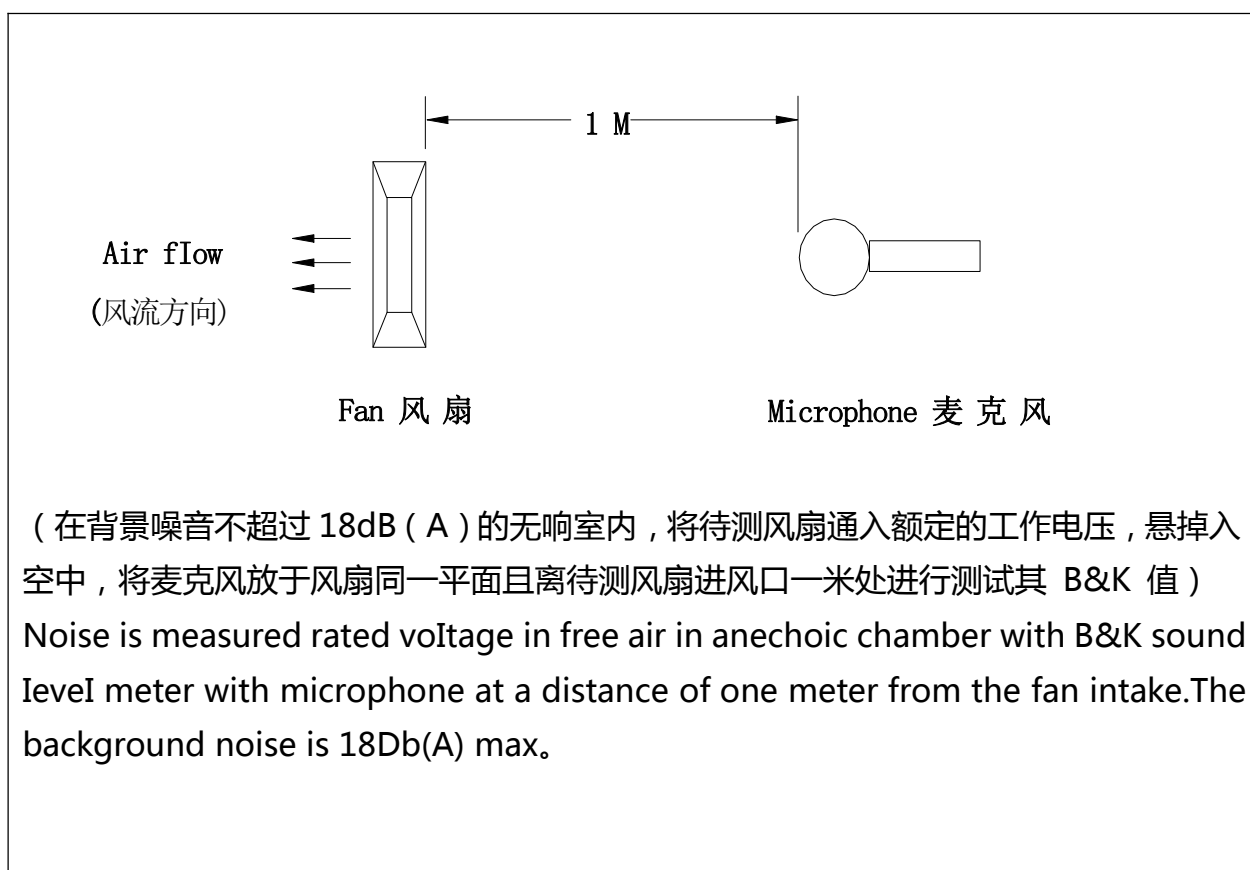 1 M
Air fIow
(风流方向)
Fan 风 扇
Microphone 麦 克 风
（在背景噪音不超过 18dB（A）的无响室内，将待测风扇通入额定的工作电压，悬掉入
空中，将麦克风放于风扇同一平面且离待测风扇进风口一米处进行测试其 B&K 值）
Noise is measured rated voItage in free air in anechoic chamber with B&K sound
IeveI meter with microphone at a distance of one meter from the fan intake.The
background noise is 18Db(A) max。